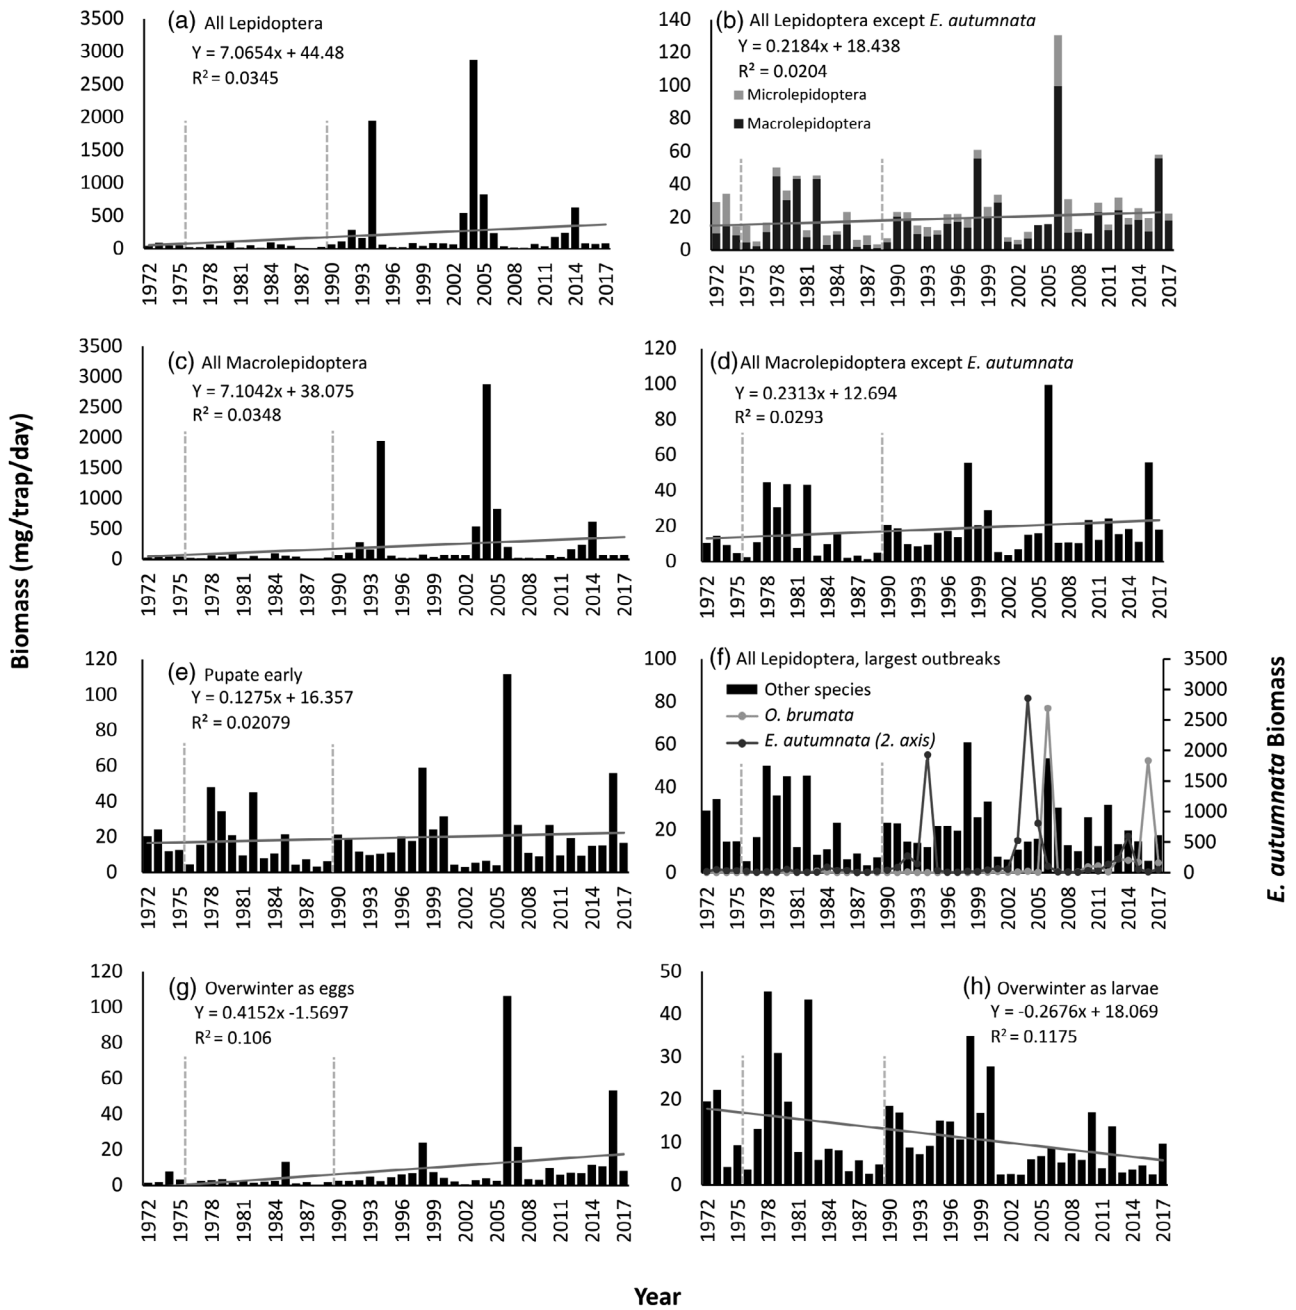 Biomass (mg/trap/day)
(a) All Lepidoptera
Y = 7.0654x + 44.48
R² = 0.0345
3500
3000
2500
2000
1500
1000
500
0
1972 1975 1978 1981 1984 1987 1990 1993 1996 1999 2002 2005 2008 2011 2014 2017
(b) All Lepidoptera except E. autumnata
Y = 0.2184x + 18.438
R² = 0.0204
Microlepidoptera
Macrolepidoptera
140
120
100
80
60
40
20
0
1972 1975 1978 1981 1984 1987 1990 1993 1996 1999 2002 2005 2008 2011 2014 2017
(c) All Macrolepidoptera
Y = 7.1042x + 38.075
R² = 0.0348
3500
3000
2500
2000
1500
1000
500
0
1972 1975 1978 1981 1984 1987 1990 1993 1996 1999 2002 2005 2008 2011 2014 2017
(d) All Macrolepidoptera except E. autumnata
Y = 0.2313x + 12.694
R² = 0.0293
120
100
80
60
40
20
0
1972 1975 1978 1981 1984 1987 1990 1993 1996 1999 2002 2005 2008 2011 2014 2017
(e) Pupate early
Y = 0.1275x + 16.357
R² = 0.02079
120
100
80
60
40
20
0
1972 1975 1978 1981 1984 1987 1990 1993 1996 1999 2002 2005 2008 2011 2014 2017
(f) All Lepidoptera, largest outbreaks
Other species
O. brumata
E. autumnata (2. axis)
100
80
60
40
20
0
3500
3000
2500
2000
1500
1000
500
0
E. autumnata Biomass
1972 1975 1978 1981 1984 1987 1990 1993 1996 1999 2002 2005 2008 2011 2014 2017
(g) Overwinter as eggs
Y = 0.4152x -1.5697
R² = 0.106
120
100
80
60
40
20
0
1972 1975 1978 1981 1984 1987 1990 1993 1996 1999 2002 2005 2008 2011 2014 2017
(h) Overwinter as larvae
Y = -0.2676x + 18.069
R² = 0.1175
50
40
30
20
10
0
1972 1975 1978 1981 1984 1987 1990 1993 1996 1999 2002 2005 2008 2011 2014 2017
Year